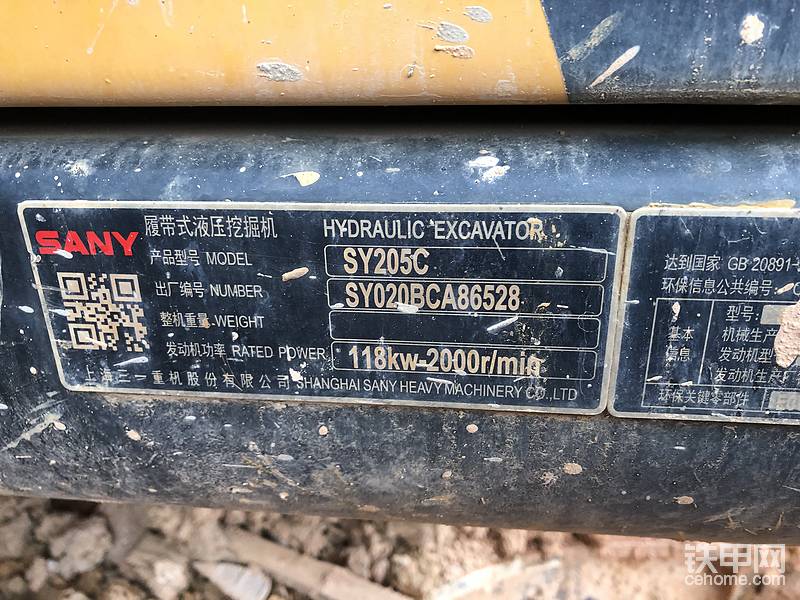 SANY
履带式液压挖掘机 HYDRAULIC EXCAVATOR
产品型号 MODEL SY205C
出厂编号 NUMBER SY020BCA86528
整机重量 WEIGHT
发动机功率 RATED POWER 118kw-2000r/min
上海三一重机股份有限公司 SHANGHAI SANY HEAVY MACHINERY CO.,LTD
达到国家 GB 20891-
环保信息公共编号:
基本信息
型号:
机械生产
发动机型
发动机生产厂
环保关键零部件
铁甲网
cehome.com